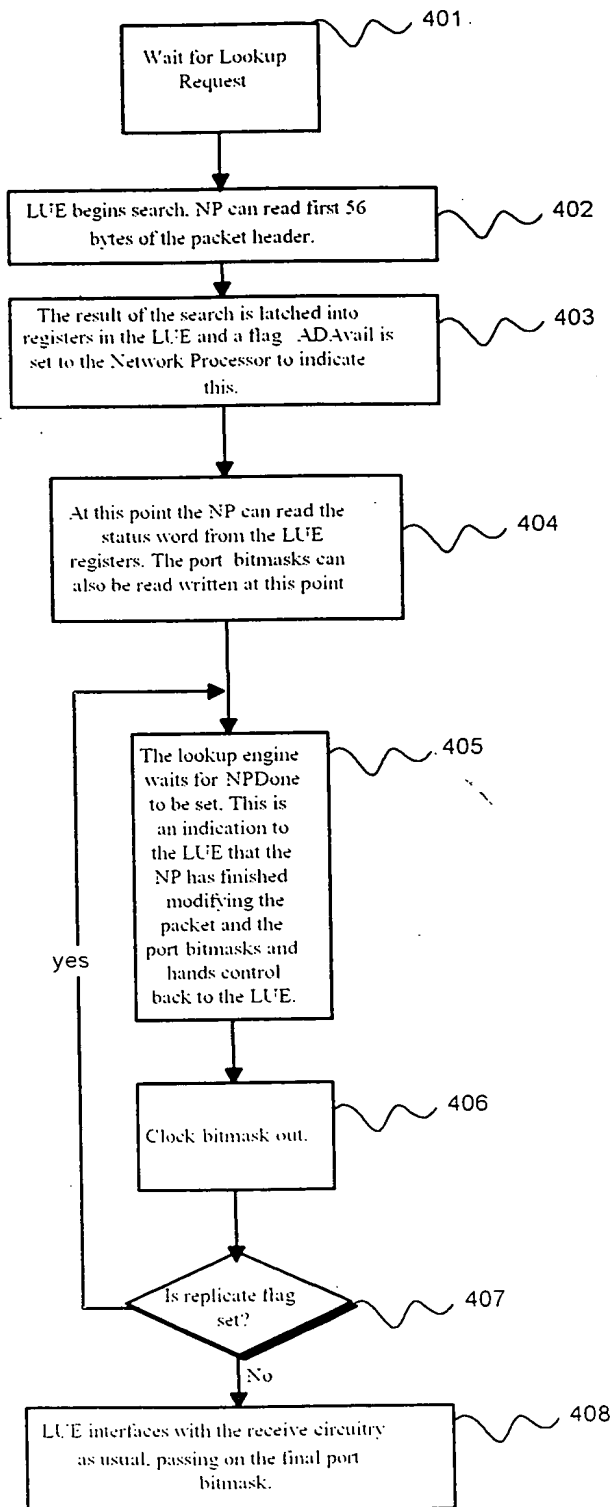 401
Wait for Lookup
Request
LUE begins search. NP can read first 56
bytes of the packet header.
402
The result of the search is latched into
registers in the LUE and a flag ADAvail is
set to the Network Processor to indicate
this.
403
At this point the NP can read the
status word from the LUE
registers. The port bitmasks can
also be read written at this point
404
The lookup engine
waits for NPDone
to be set. This is
an indication to
the LUE that the
NP has finished
modifying the
packet and the
port bitmasks and
hands control
back to the LUE.
405
yes
Clock bitmask out.
406
Is replicate flag
set?
407
No
LUE interfaces with the receive circuitry
as usual, passing on the final port
bitmask.
408